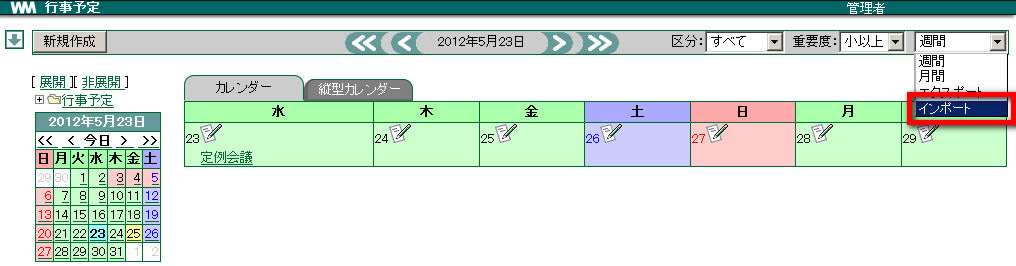 WM 行事予定 管理者
新規作成 2012年5月23日 区分: すべて 重要度: 小以上 週間
週間
月間
エクスポート
インポート
[ 展開 ][ 非展開 ]
行事予定
カレンダー 縦型カレンダー
2012年5月23日
<< < 今日 > >>
日 月 火 水 木 金 土
29 30 1 2 3 4 5
6 7 8 9 10 11 12
13 14 15 16 17 18 19
20 21 22 23 24 25 26
27 28 29 30 31 1 2
水 木 金 土 日 月
23 24 25 26 27 28 29
定例会議